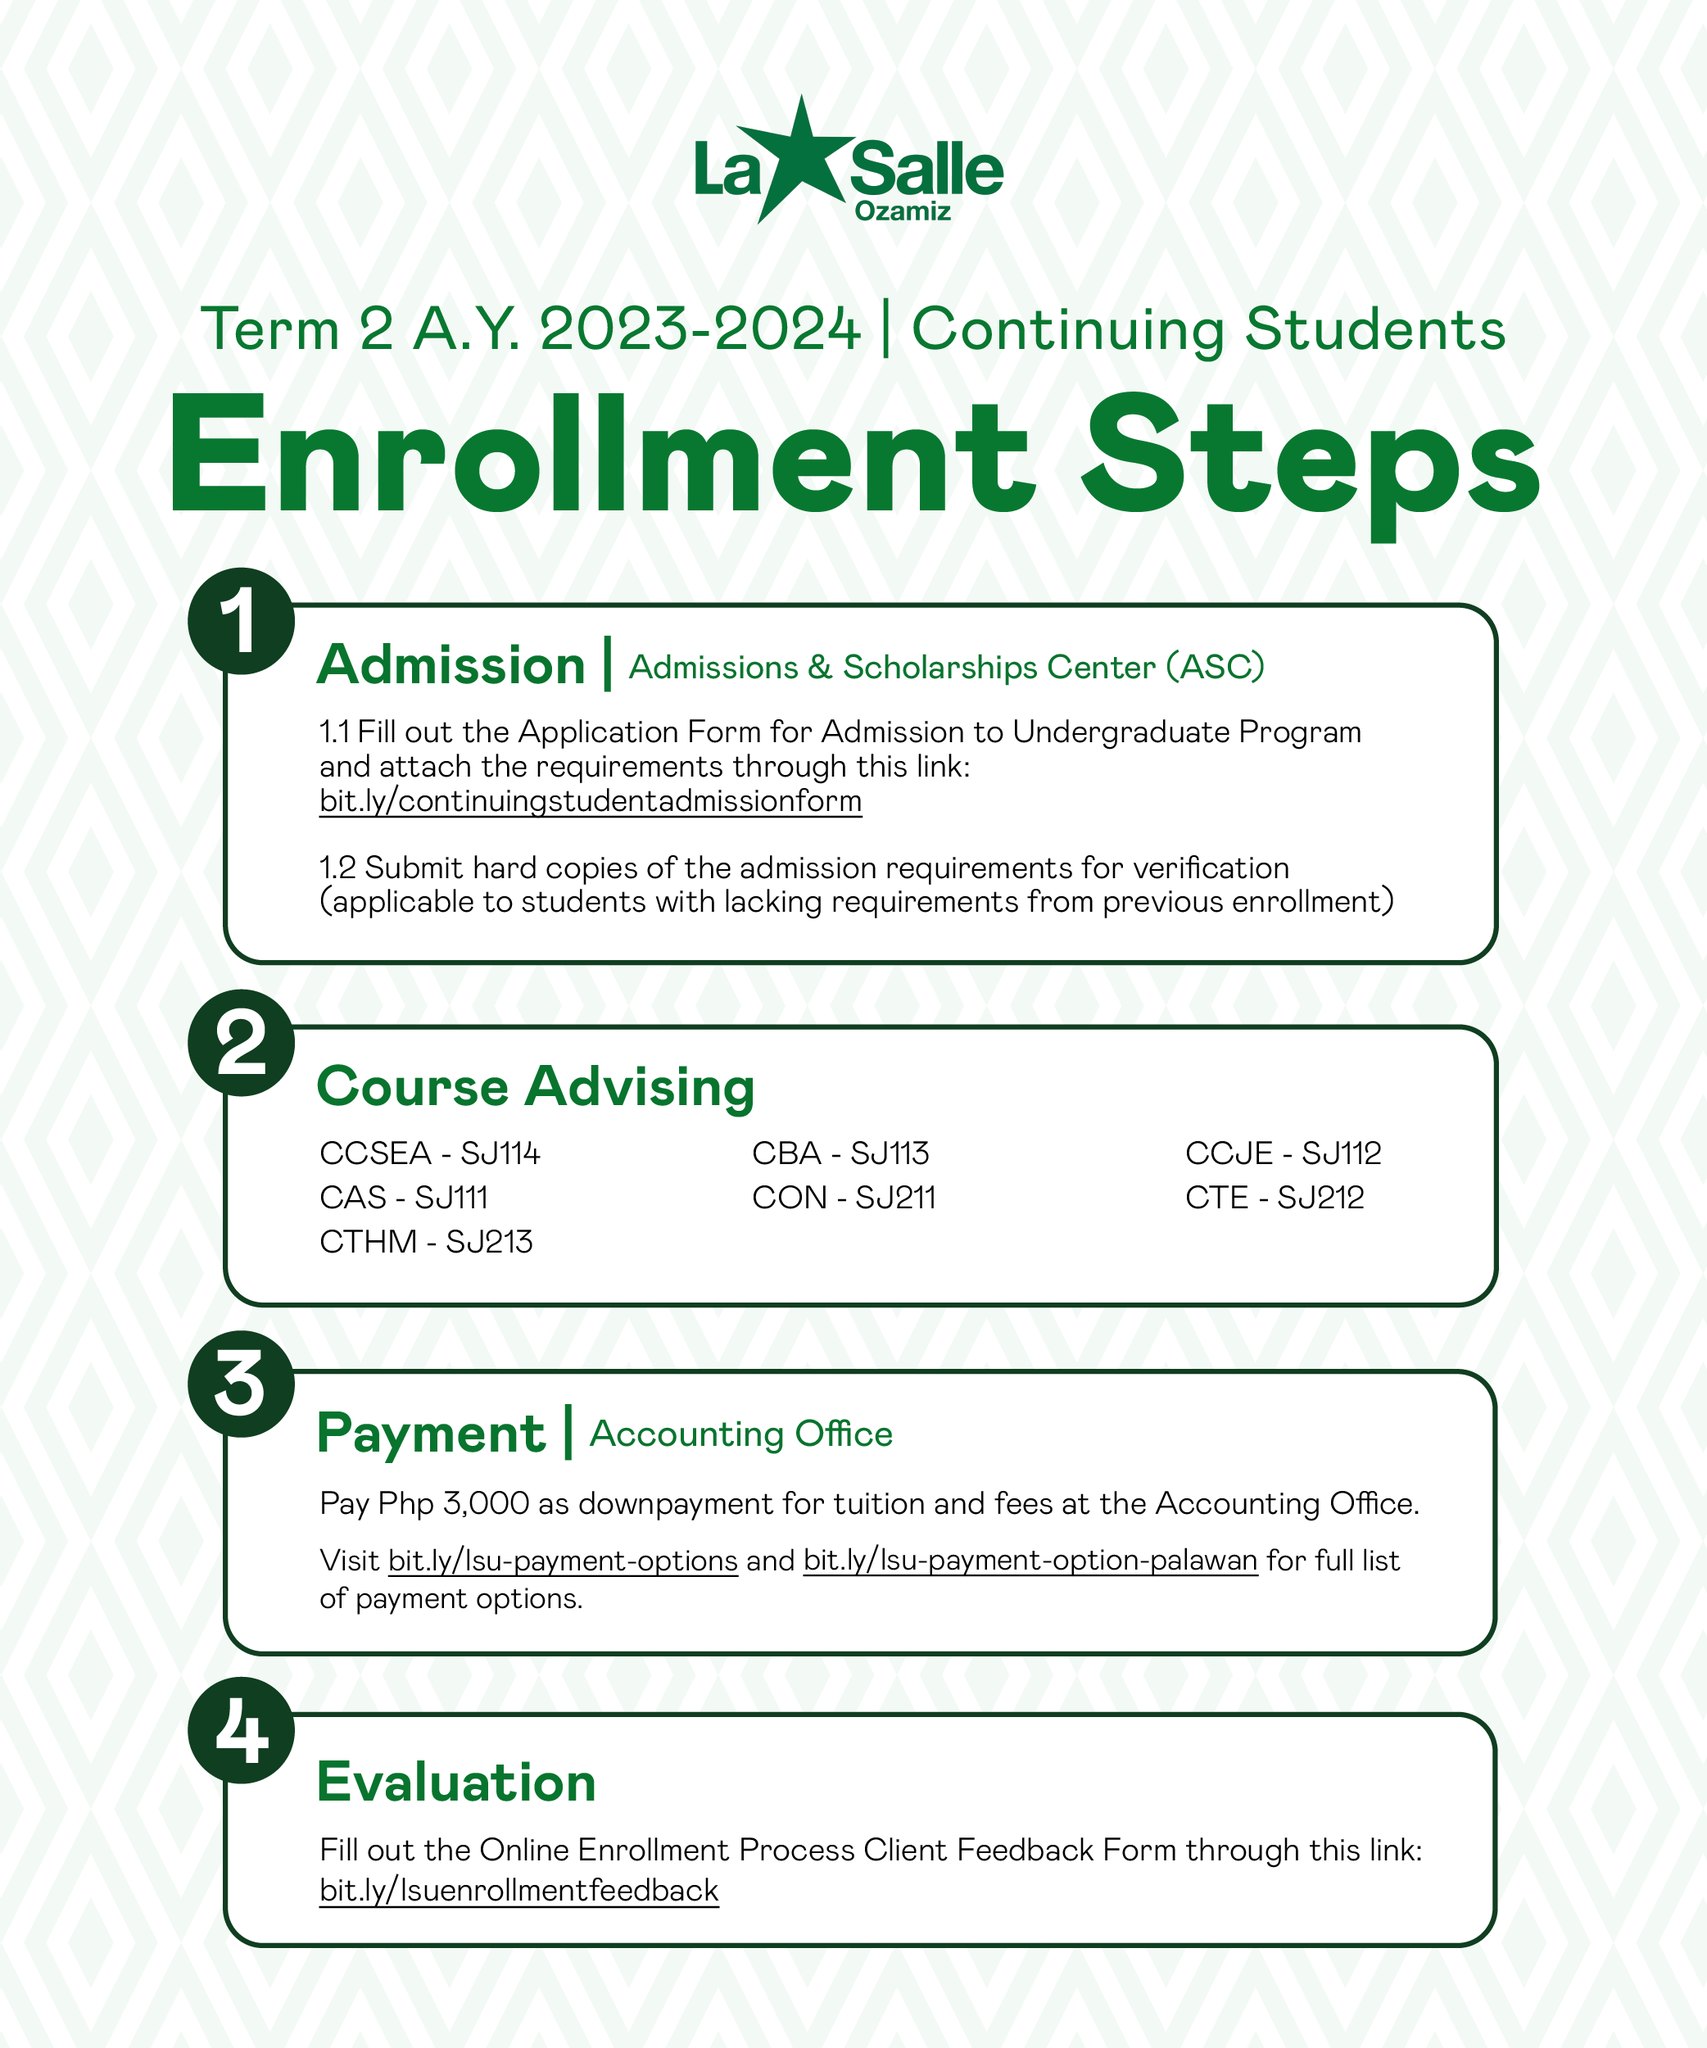 La Salle
Ozamiz
Term 2 A.Y. 2023-2024 | Continuing Students
Enrollment Steps
1
Admission | Admissions & Scholarships Center (ASC)
1.1 Fill out the Application Form for Admission to Undergraduate Program
and attach the requirements through this link:
bit.ly/continuingstudentadmissionform
1.2 Submit hard copies of the admission requirements for verification
(applicable to students with lacking requirements from previous enrollment)
2
Course Advising
CCSEA - SJ114 CBA - SJ113 CCJE - SJ112
CAS - SJ111 CON - SJ211 CTE - SJ212
CTHM - SJ213
3
Payment | Accounting Office
Pay Php 3,000 as downpayment for tuition and fees at the Accounting Office.
Visit bit.ly/lsu-payment-options and bit.ly/lsu-payment-option-palawan for full list
of payment options.
4
Evaluation
Fill out the Online Enrollment Process Client Feedback Form through this link:
bit.ly/lsuenrollmentfeedback